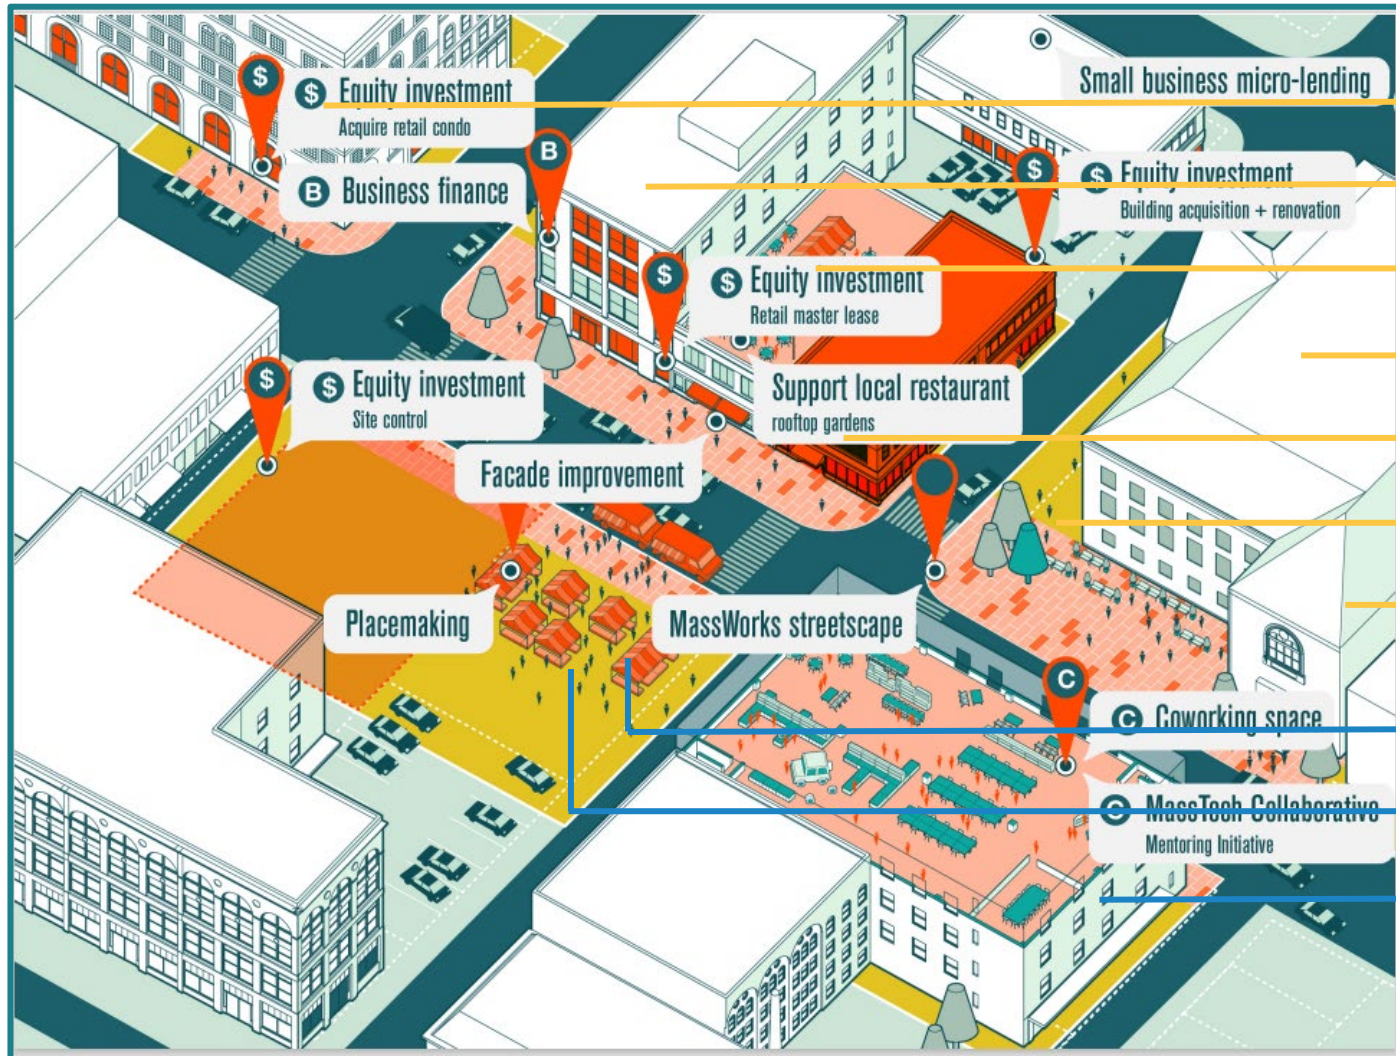 $
$ Equity investment
Acquire retail condo
B
B Business finance
Small business micro-lending
$
$ Equity investment
Building acquisition + renovation
$
$ Equity investment
Retail master lease
Support local restaurant
rooftop gardens
$
$ Equity investment
Site control
Facade improvement
Placemaking
MassWorks streetscape
C
C Coworking space
C MassTech Collaborative
Mentoring Initiative